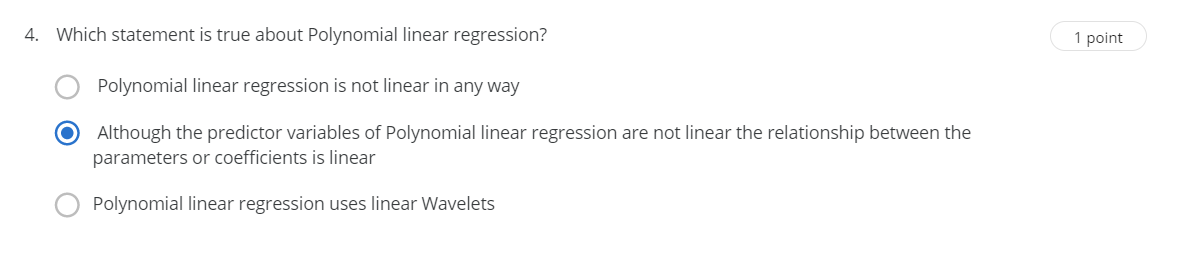 4. Which statement is true about Polynomial linear regression?
1 point
Polynomial linear regression is not linear in any way
Although the predictor variables of Polynomial linear regression are not linear the relationship between the
parameters or coefficients is linear
Polynomial linear regression uses linear Wavelets